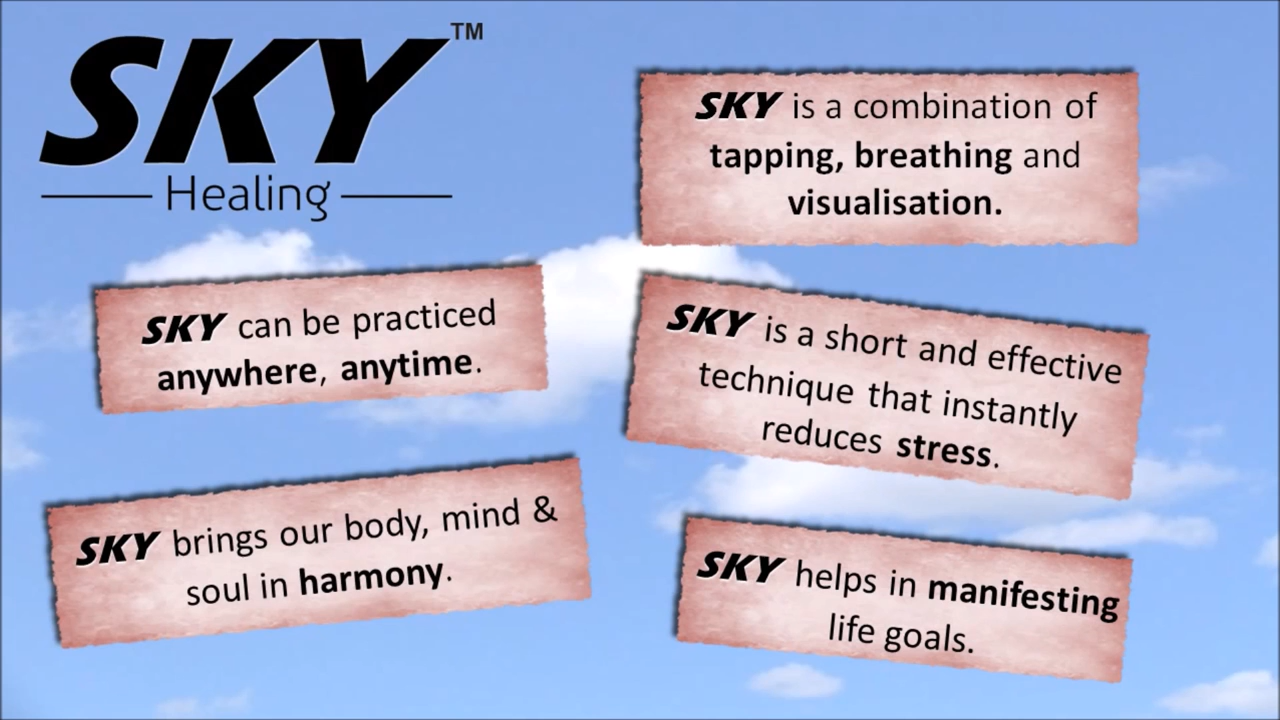 SKY™
Healing
SKY is a combination of
tapping, breathing and
visualisation.
SKY can be practiced
anywhere, anytime.
SKY is a short and effective
technique that instantly
reduces stress.
SKY brings our body, mind &
soul in harmony.
SKY helps in manifesting
life goals.